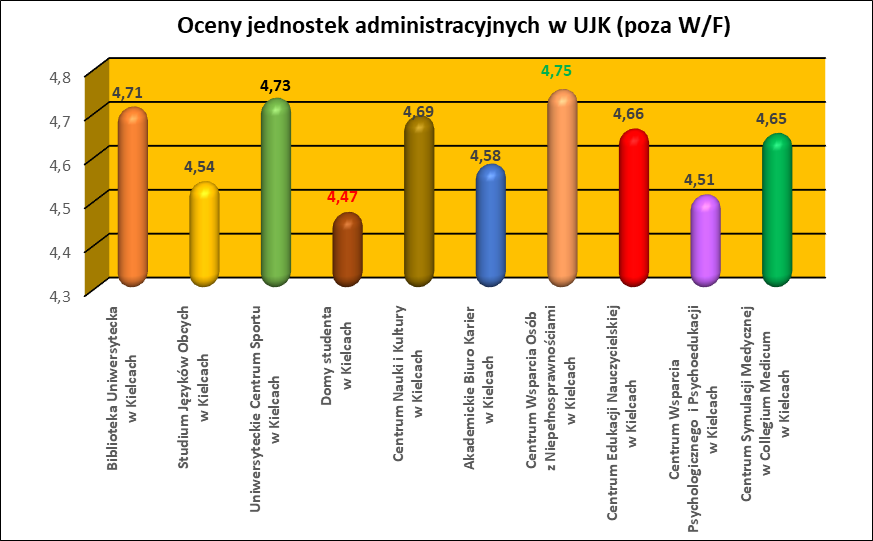 Oceny jednostek administracyjnych w UJK (poza W/F)
4,8
4,7
4,6
4,5
4,4
4,3
4,71
4,54
4,73
4,47
4,69
4,58
4,75
4,66
4,51
4,65
Biblioteka Uniwersytecka
w Kielcach
Studium Języków Obcych
w Kielcach
Uniwersyteckie Centrum Sportu
w Kielcach
Domy studenta
w Kielcach
Centrum Nauki i Kultury
w Kielcach
Akademickie Biuro Karier
w Kielcach
Centrum Wsparcia Osób
z Niepełnosprawnościami
w Kielcach
Centrum Edukacji Nauczycielskiej
w Kielcach
Centrum Wsparcia
Psychologicznego i Psychoedukacji
w Kielcach
Centrum Symulacji Medycznej
w Collegium Medicum
w Kielcach